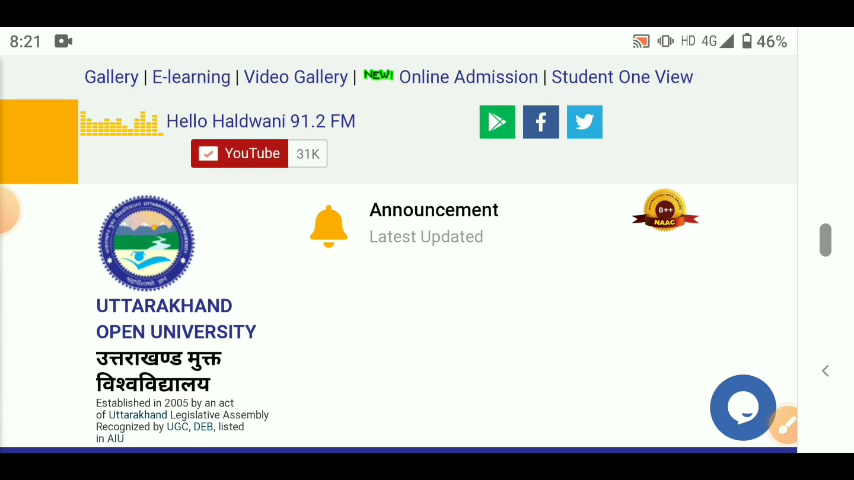 8:21 HD 4G 46%
Gallery | E-learning | Video Gallery | NEW! Online Admission | Student One View
Hello Haldwani 91.2 FM
YouTube 31K
Announcement
Latest Updated
B++
NAAC
UTTARAKHAND
OPEN UNIVERSITY
उत्तराखण्ड मुक्त
विश्वविद्यालय
Established in 2005 by an act
of Uttarakhand Legislative Assembly
Recognized by UGC, DEB, listed
in AIU